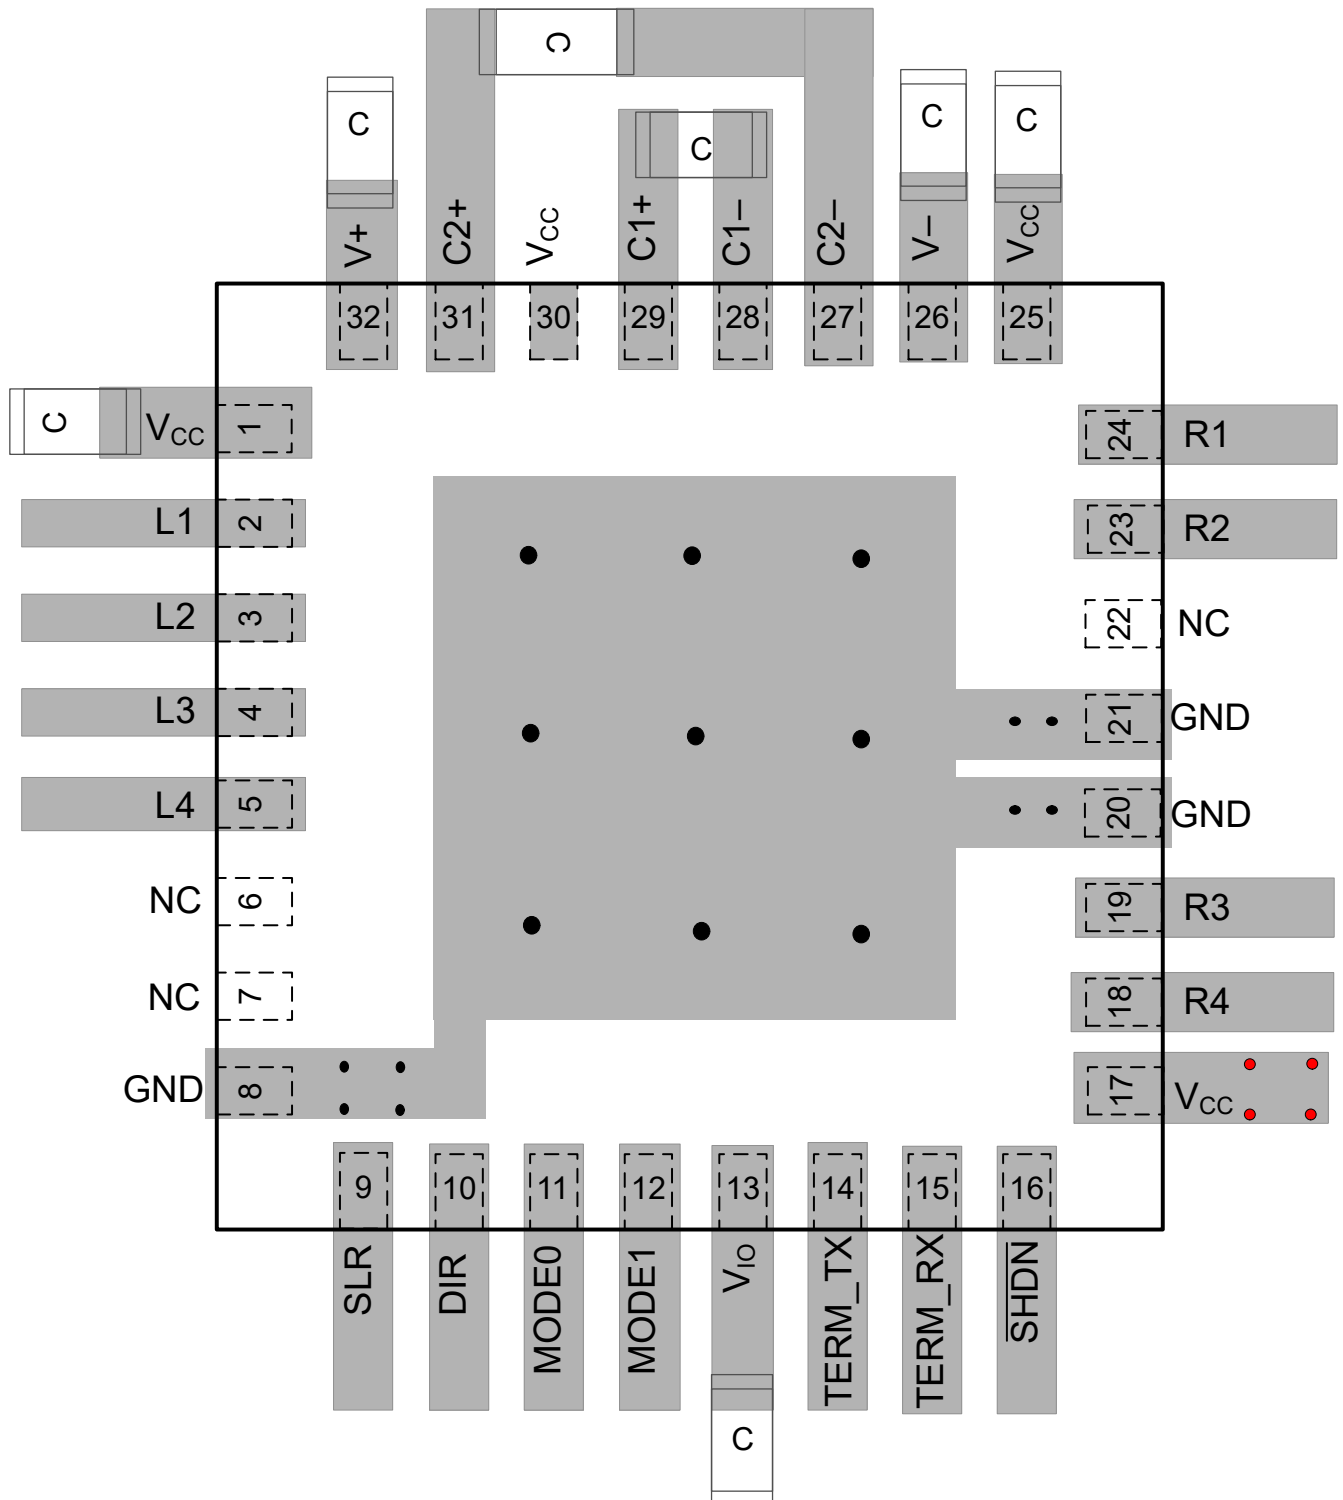 C
C
C
C
C
V+
C2+
VCC
C1+
C1–
C2–
V–
VCC
32
31
30
29
28
27
26
25
C
VCC 1
L1 2
L2 3
L3 4
L4 5
NC 6
NC 7
GND 8
24 R1
23 R2
22 NC
21 GND
20 GND
19 R3
18 R4
17 VCC
9
10
11
12
13
14
15
16
SLR
DIR
MODE0
MODE1
VIO
TERM_TX
TERM_RX
SHDN
C